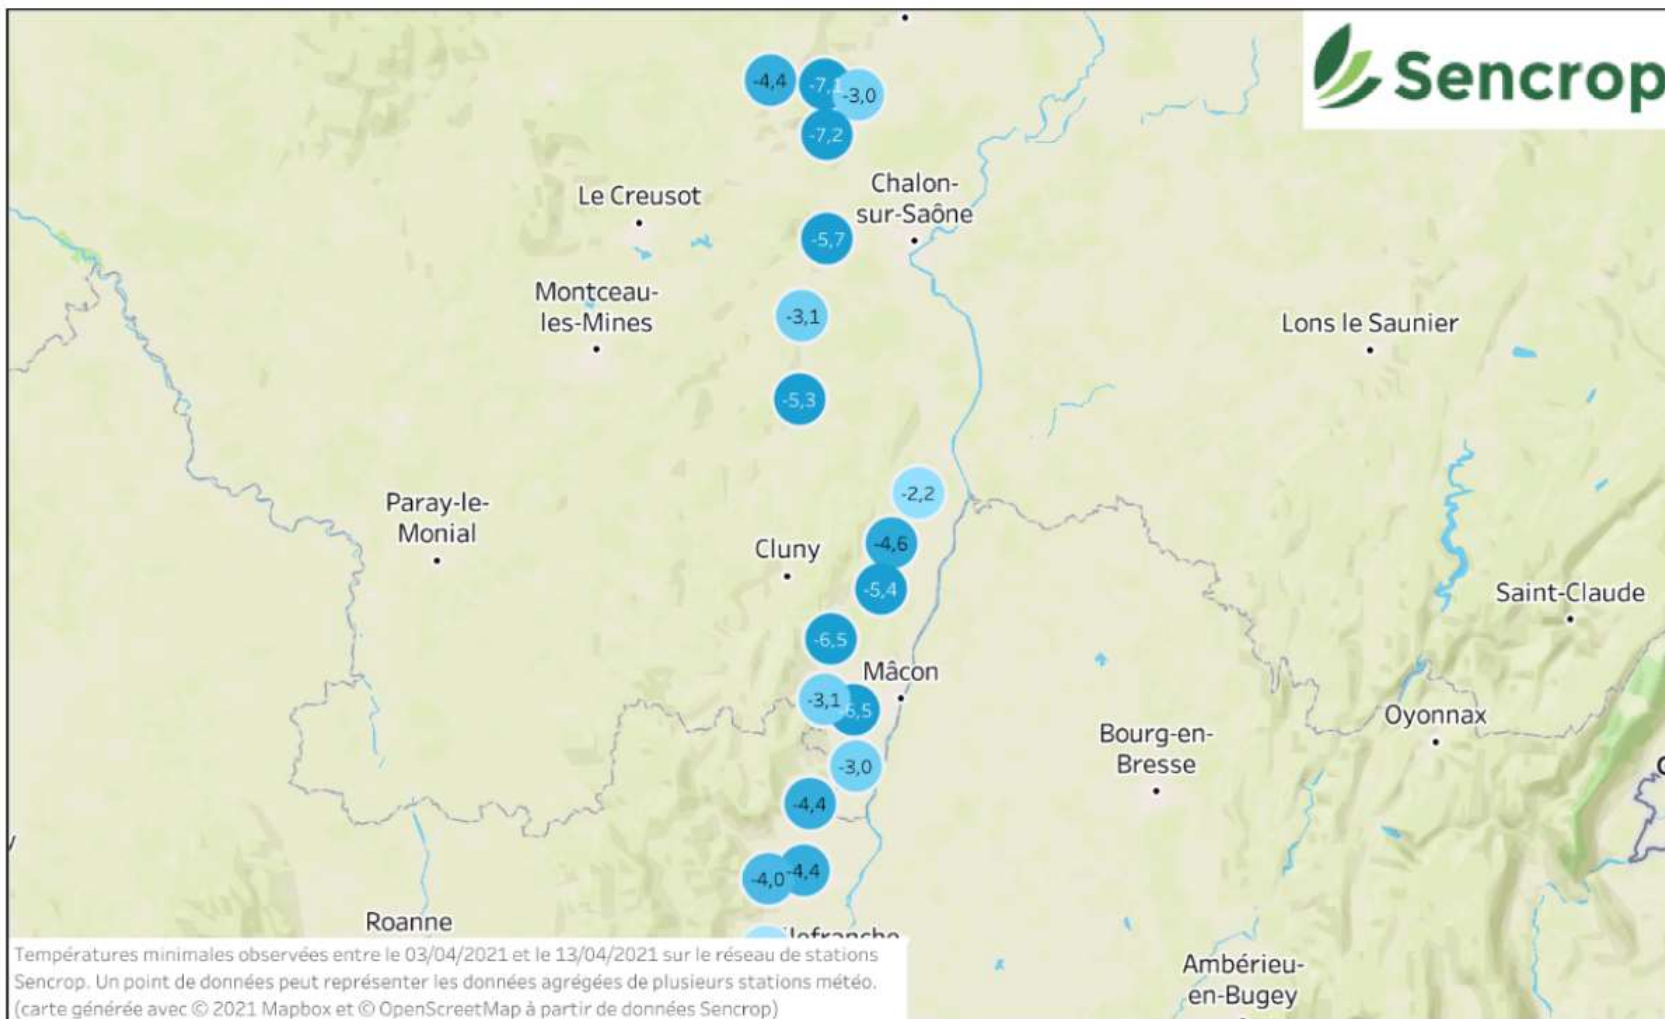 Sencrop
-4,4
-7,1
-3,0
-7,2
Le Creusot
Chalon-
sur-Saône
-5,7
Montceau-
les-Mines
-3,1
Lons le Saunier
-5,3
-2,2
Paray-le-
Monial
Cluny
-4,6
-5,4
Saint-Claude
-6,5
Mâcon
-3,1
-6,5
Oyonnax
Bourg-en-
Bresse
-3,0
-4,4
-4,0
-4,4
Roanne
Ambérieu-
en-Bugey
Températures minimales observées entre le 03/04/2021 et le 13/04/2021 sur le réseau de stations
Sencrop. Un point de données peut représenter les données agrégées de plusieurs stations météo.
(carte générée avec © 2021 Mapbox et © OpenScreetMap à partir de données Sencrop)